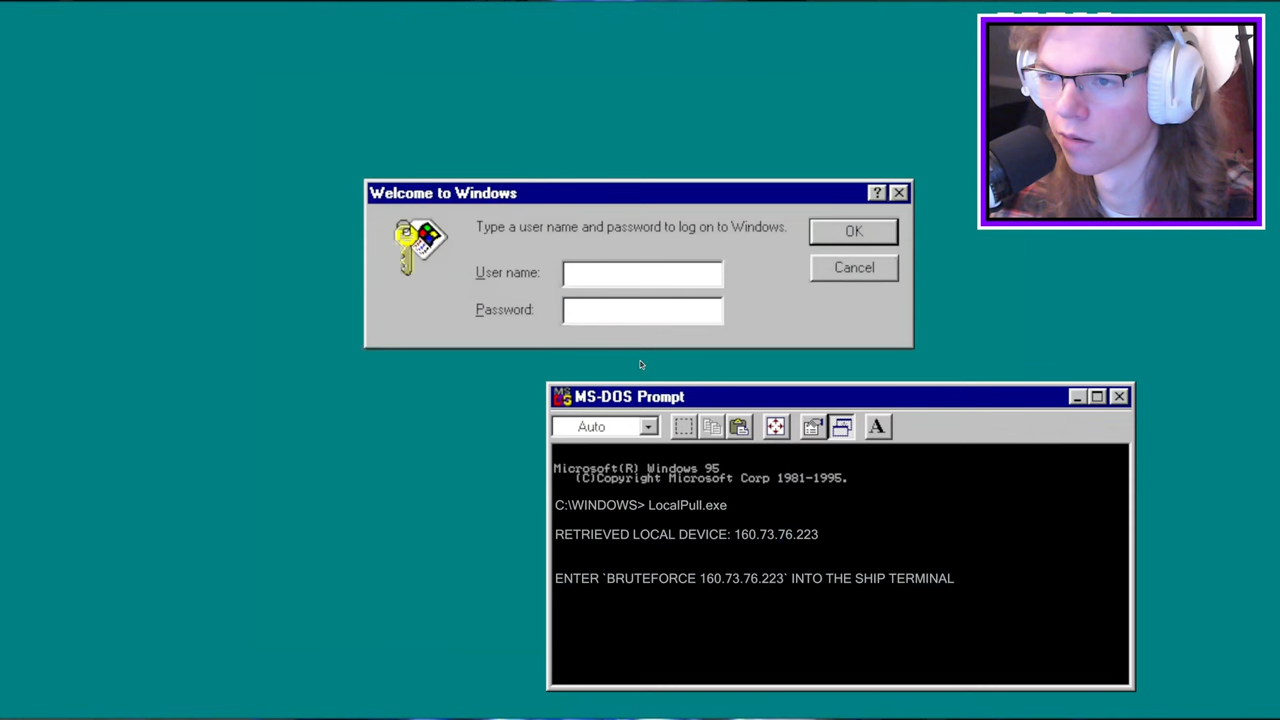 Welcome to Windows
Type a user name and password to log on to Windows.
OK
User name:
Cancel
Password:
MS-DOS Prompt
Auto
A
Microsoft(R) Windows 95
(C)Copyright Microsoft Corp 1981-1995.
C:\WINDOWS> LocalPull.exe
RETRIEVED LOCAL DEVICE: 160.73.76.223
ENTER `BRUTEFORCE 160.73.76.223` INTO THE SHIP TERMINAL